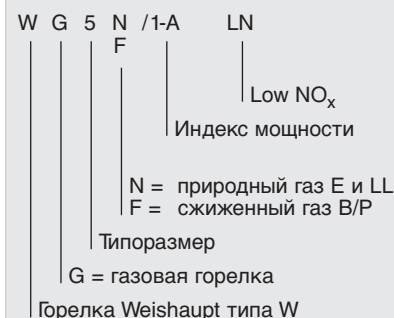 W G 5 N /1-A LN
F
Low NOx
Индекс мощности
N = природный газ E и LL
F = сжиженный газ B/P
Типоразмер
G = газовая горелка
Горелка Weishaupt типа W